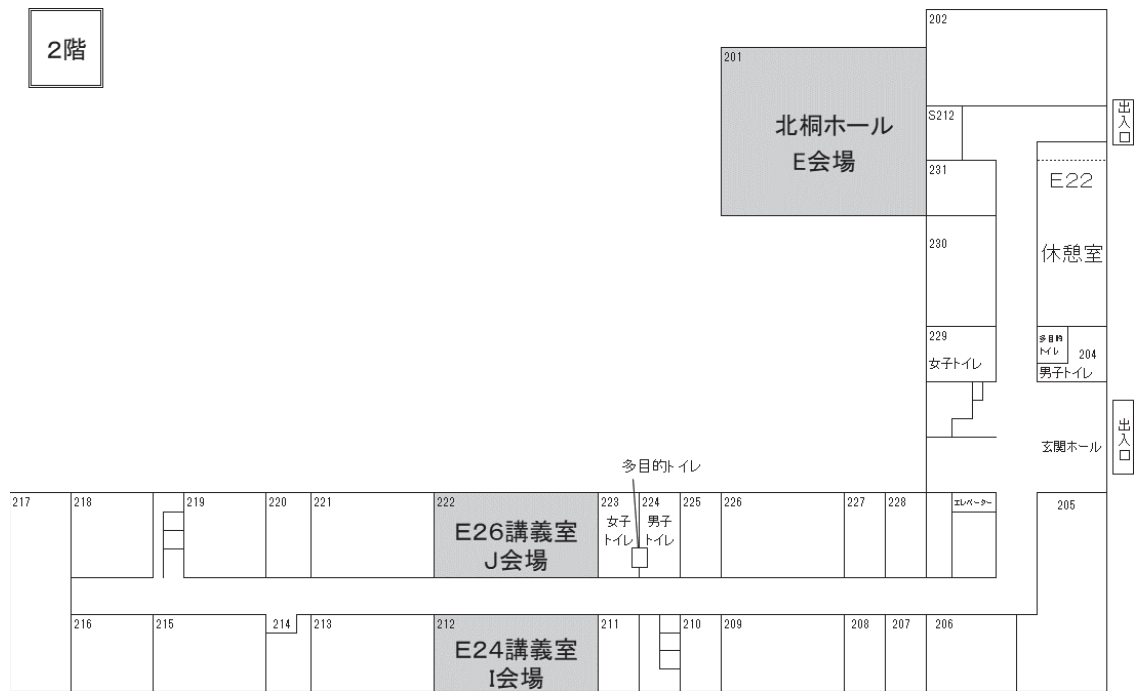 2階
202
201
北桐ホール
E会場
S212
出入口
231
E22
230
休憩室
229
女子トイレ
多目的
トイレ
204
男子トイレ
出入口
玄関ホール
多目的トイレ
217
218
219
220
221
222
E26講義室
J会場
223
女子
トイレ
224
男子
トイレ
225
226
227
228
エレベーター
205
216
215
214
213
212
E24講義室
I会場
211
210
209
208
207
206